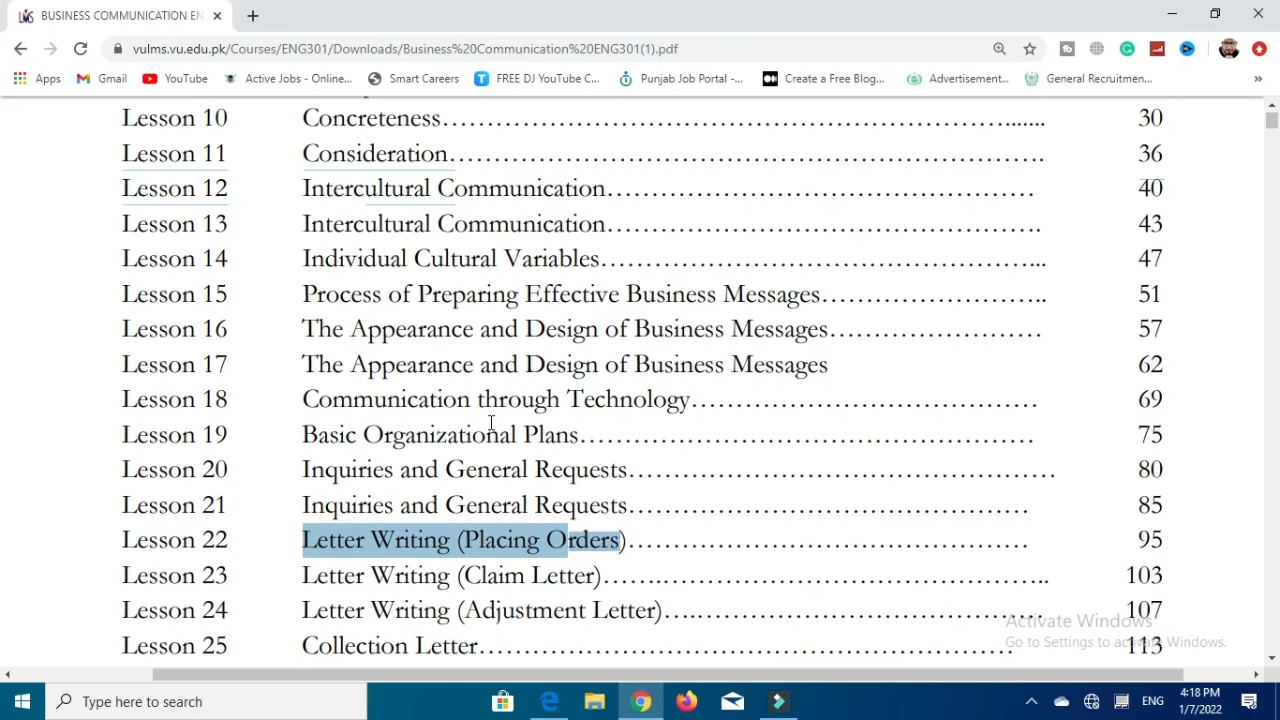 BUSINESS COMMUNICATION EN
vulms.vu.edu.pk/Courses/ENG301/Downloads/Business%20Communication%20ENG301(1).pdf
Apps Gmail YouTube Active Jobs - Online... Smart Careers FREE DJ YouTube C... Punjab Job Portal -... Create a Free Blog... Advertisement... General Recruitmen... »
Lesson 10 Concreteness……………………………………………………………………....... 30
Lesson 11 Consideration…………………………………………………………………. 36
Lesson 12 Intercultural Communication………………………………………… 40
Lesson 13 Intercultural Communication…………………………………………. 43
Lesson 14 Individual Cultural Variables…………………………………………... 47
Lesson 15 Process of Preparing Effective Business Messages…………………….. 51
Lesson 16 The Appearance and Design of Business Messages…………………… 57
Lesson 17 The Appearance and Design of Business Messages 62
Lesson 18 Communication through Technology………………………………… 69
Lesson 19 Basic Organizational Plans…………………………………………… 75
Lesson 20 Inquiries and General Requests………………………………………… 80
Lesson 21 Inquiries and General Requests……………………………………… 85
Lesson 22 Letter Writing (Placing Orders)……………………………………… 95
Lesson 23 Letter Writing (Claim Letter)…….…………………………………….. 103
Lesson 24 Letter Writing (Adjustment Letter)….………………………………. 107
Lesson 25 Collection Letter…………………………………………………… 113
Activate Windows
Go to Settings to activate Windows.
Type here to search
ENG
4:18 PM
1/7/2022